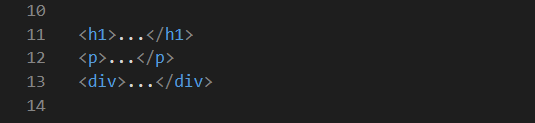 10
11 <h1>...</h1>
12 <p>...</p>
13 <div>...</div>
14